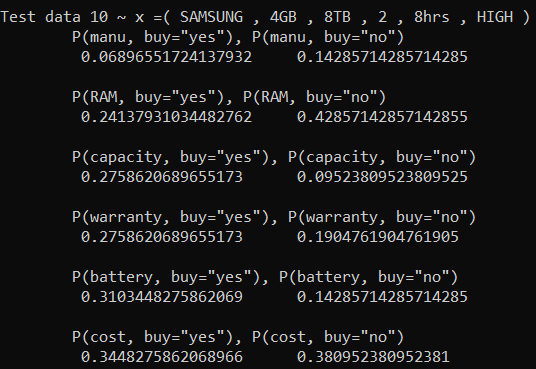 Test data 10 ~ x =( SAMSUNG , 4GB , 8TB , 2 , 8hrs , HIGH )
P(manu, buy="yes"), P(manu, buy="no")
0.06896551724137932 0.14285714285714285
P(RAM, buy="yes"), P(RAM, buy="no")
0.24137931034482762 0.42857142857142855
P(capacity, buy="yes"), P(capacity, buy="no")
0.2758620689655173 0.09523809523809525
P(warranty, buy="yes"), P(warranty, buy="no")
0.2758620689655173 0.1904761904761905
P(battery, buy="yes"), P(battery, buy="no")
0.3103448275862069 0.14285714285714285
P(cost, buy="yes"), P(cost, buy="no")
0.3448275862068966 0.380952380952381